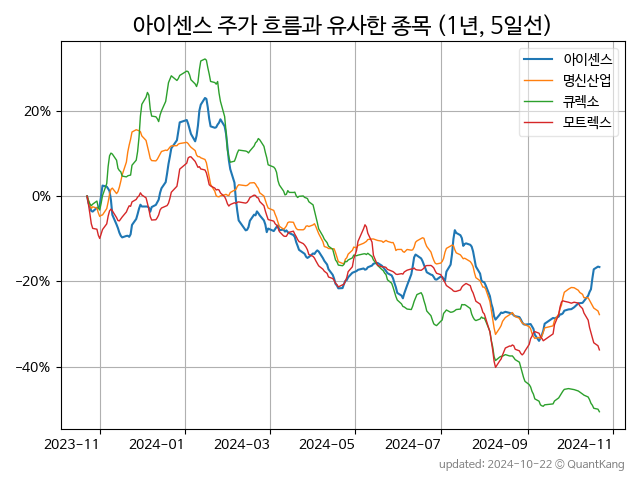 아이센스 주가 흐름과 유사한 종목 (1년, 5일선)
아이센스
명신산업
큐렉소
모트렉스
20%
0%
−20%
−40%
2023−11
2024−01
2024−03
2024−05
2024−07
2024−09
2024−11
updated: 2024-10-22 © QuantKang